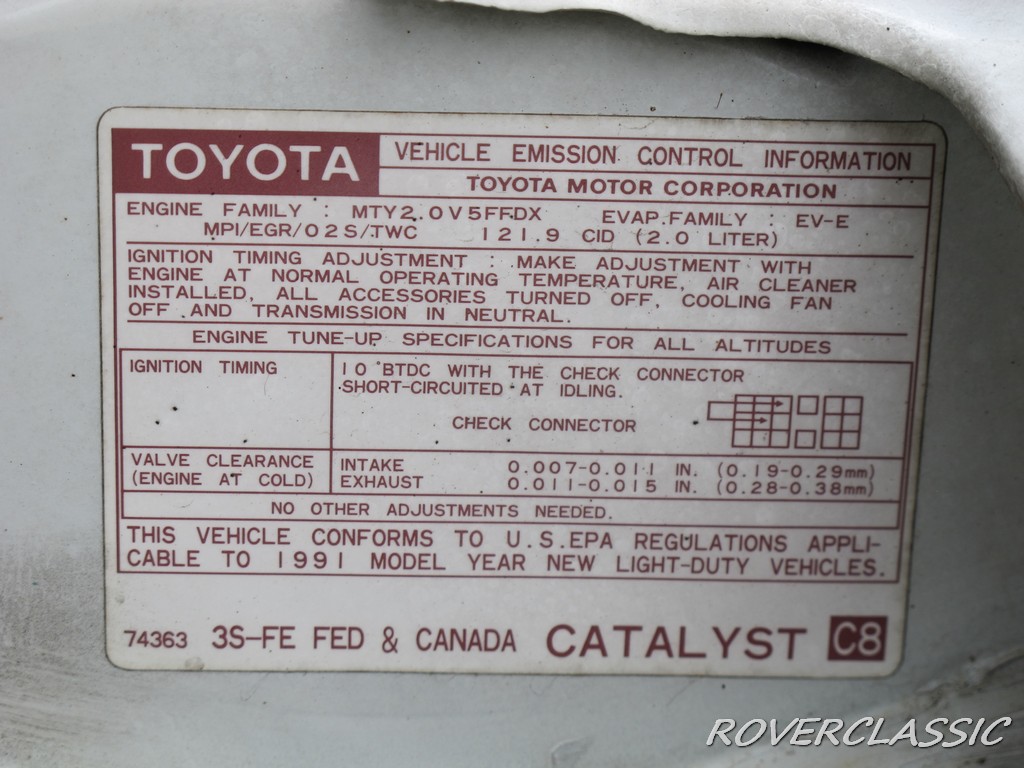 TOYOTA VEHICLE EMISSION CONTROL INFORMATION
TOYOTA MOTOR CORPORATION
ENGINE FAMILY : MTY2.0V5FFDX EVAP.FAMILY : EV-E
MPI/EGR/O2S/TWC 121.9 CID (2.0 LITER)
IGNITION TIMING ADJUSTMENT : MAKE ADJUSTMENT WITH
ENGINE AT NORMAL OPERATING TEMPERATURE, AIR CLEANER
INSTALLED, ALL ACCESSORIES TURNED OFF, COOLING FAN
OFF AND TRANSMISSION IN NEUTRAL.
ENGINE TUNE-UP SPECIFICATIONS FOR ALL ALTITUDES
IGNITION TIMING 10°BTDC WITH THE CHECK CONNECTOR
SHORT-CIRCUITED AT IDLING.
CHECK CONNECTOR
VALVE CLEARANCE INTAKE 0.007-0.011 IN. (0.19-0.29mm)
(ENGINE AT COLD) EXHAUST 0.011-0.015 IN. (0.28-0.38mm)
NO OTHER ADJUSTMENTS NEEDED.
THIS VEHICLE CONFORMS TO U.S.EPA REGULATIONS APPLI-
CABLE TO 1991 MODEL YEAR NEW LIGHT-DUTY VEHICLES.
74363 3S-FE FED & CANADA CATALYST C8
ROVERCLASSIC